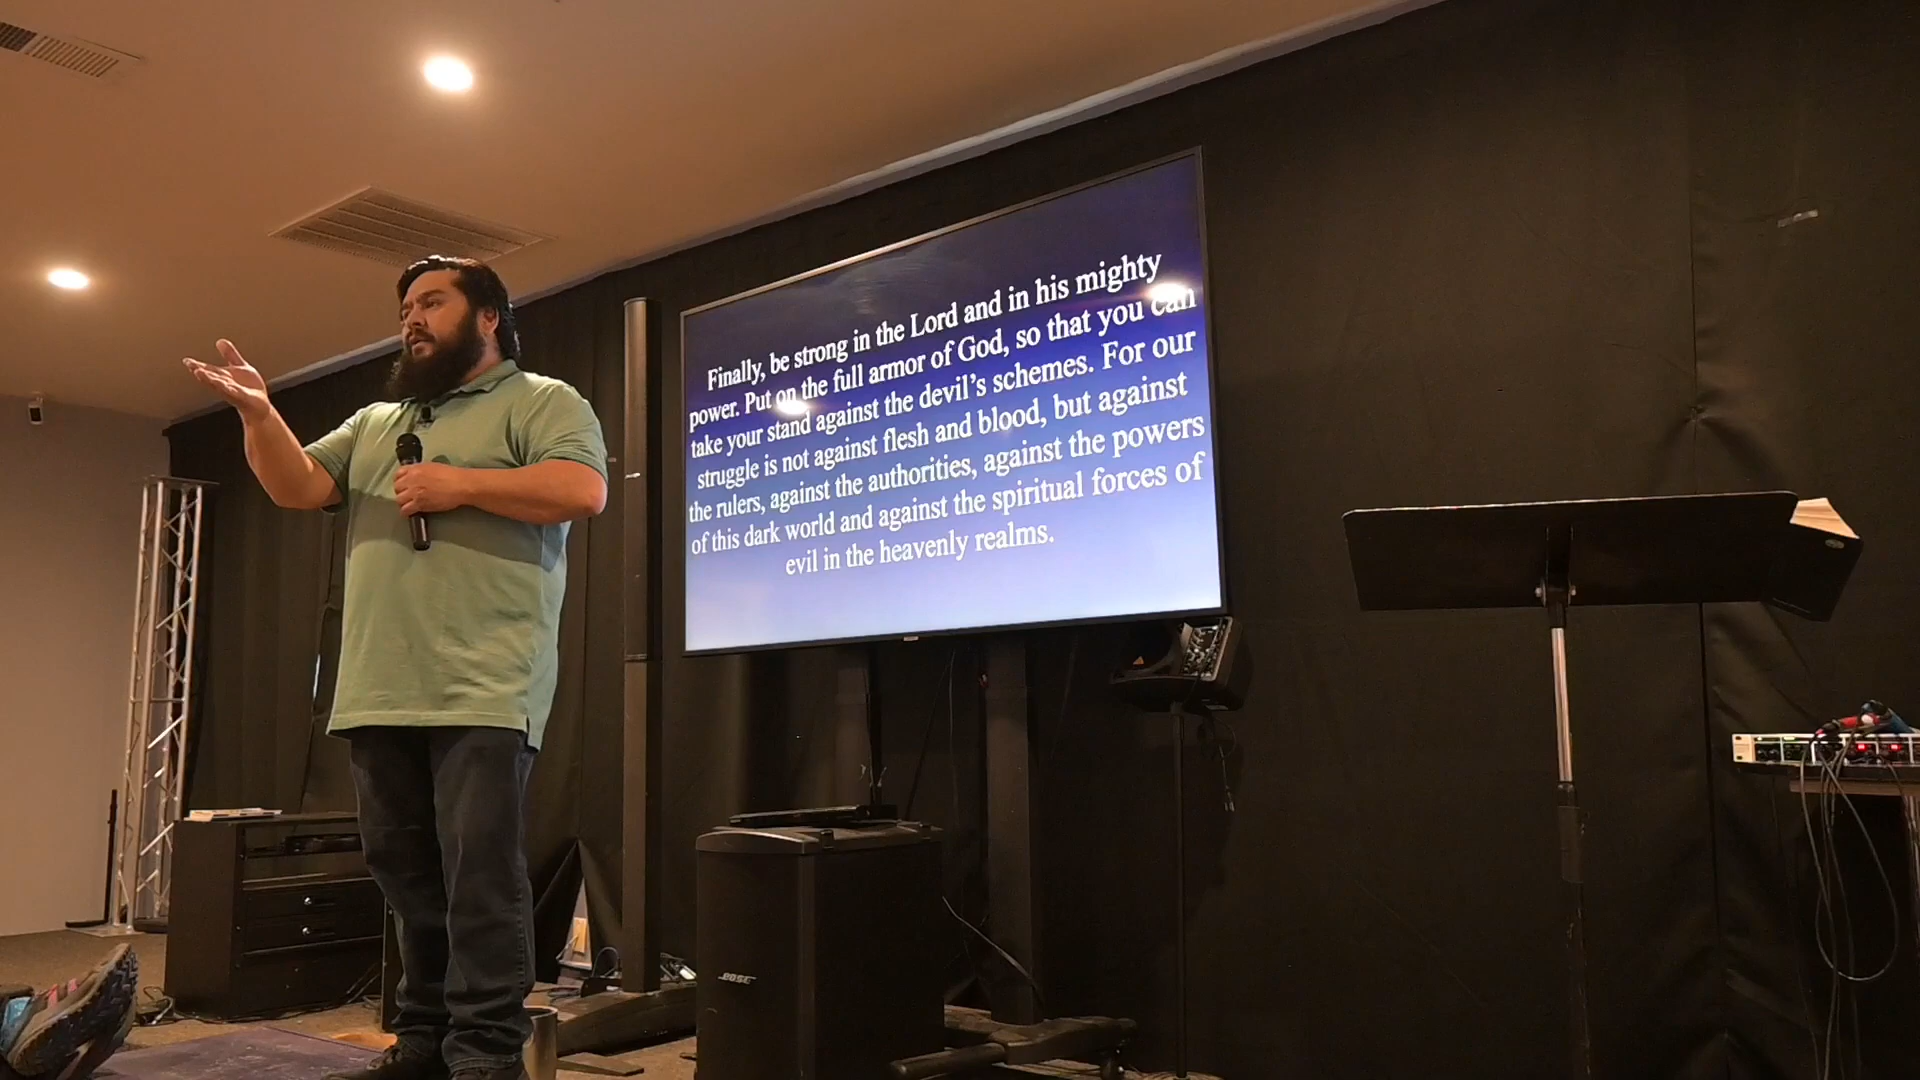 Finally, be strong in the Lord and in his mighty
power. Put on the full armor of God, so that you can
take your stand against the devil’s schemes. For our
struggle is not against flesh and blood, but against
the rulers, against the authorities, against the powers
of this dark world and against the spiritual forces of
evil in the heavenly realms.
BOSE